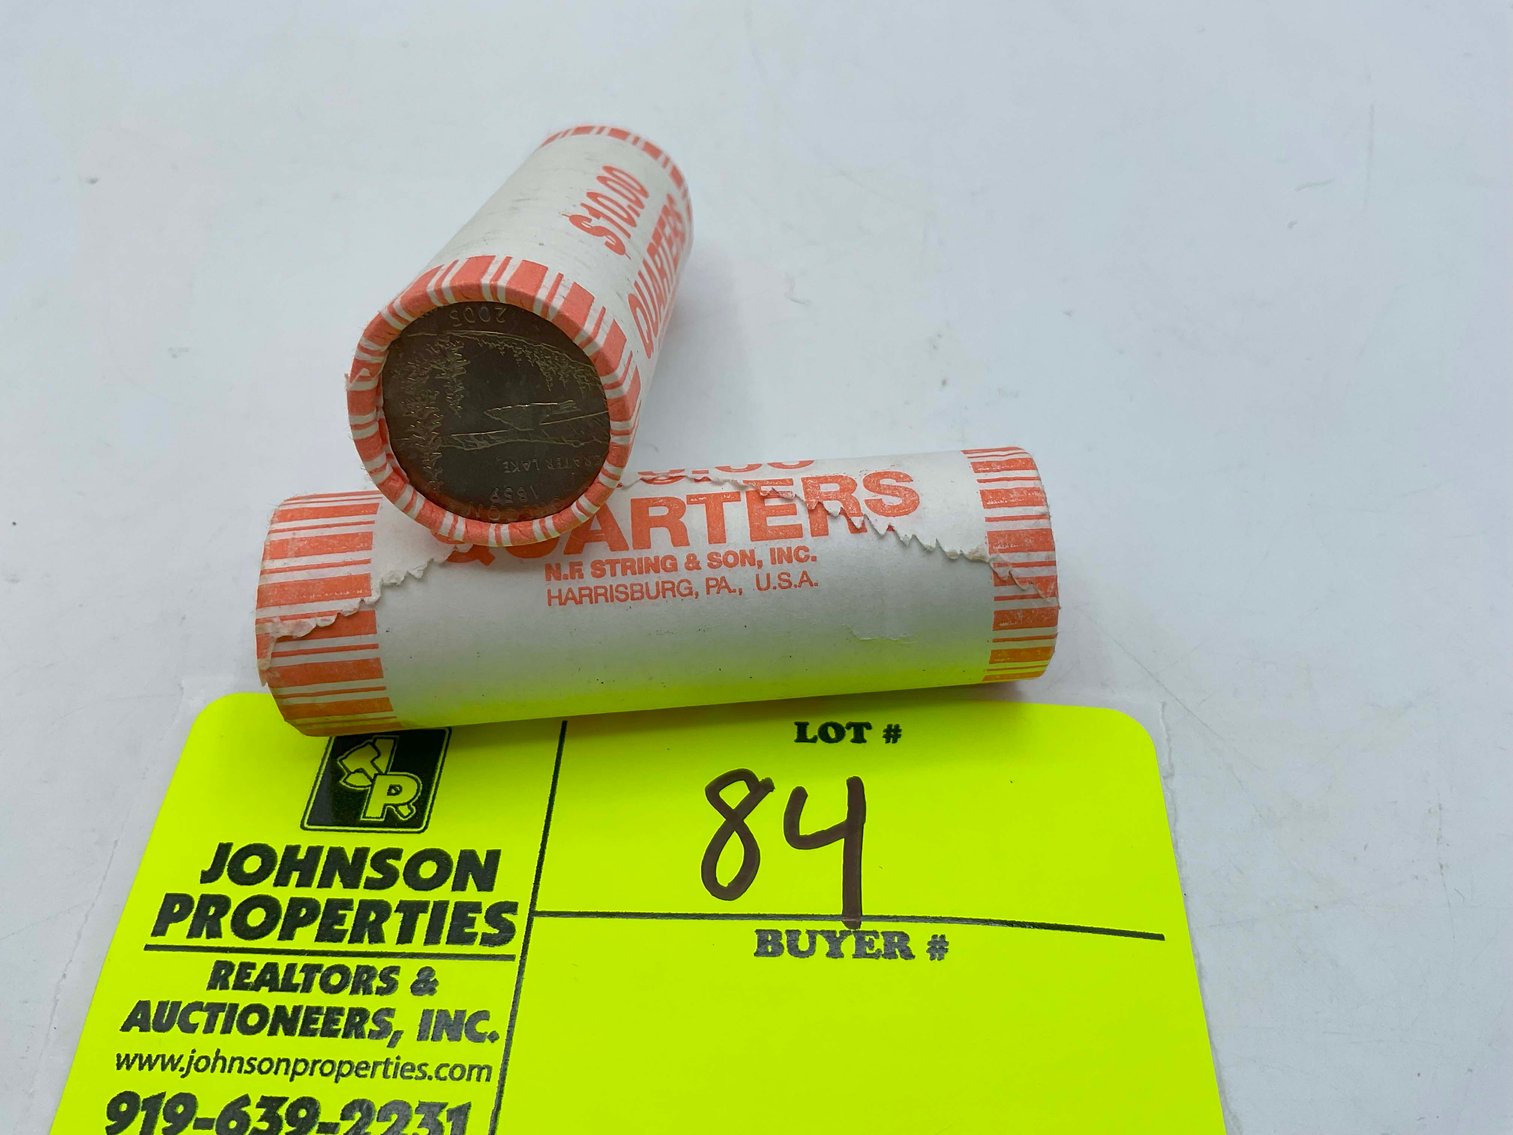 $10.00
QUARTERS
2005
CRATER LAKE
1859
QUARTERS
N.F. STRING & SON, INC.
HARRISBURG, PA., U.S.A.
JR
JOHNSON
PROPERTIES
REALTORS &
AUCTIONEERS, INC.
www.johnsonproperties.com
919-639-2231
LOT #
84
BUYER #